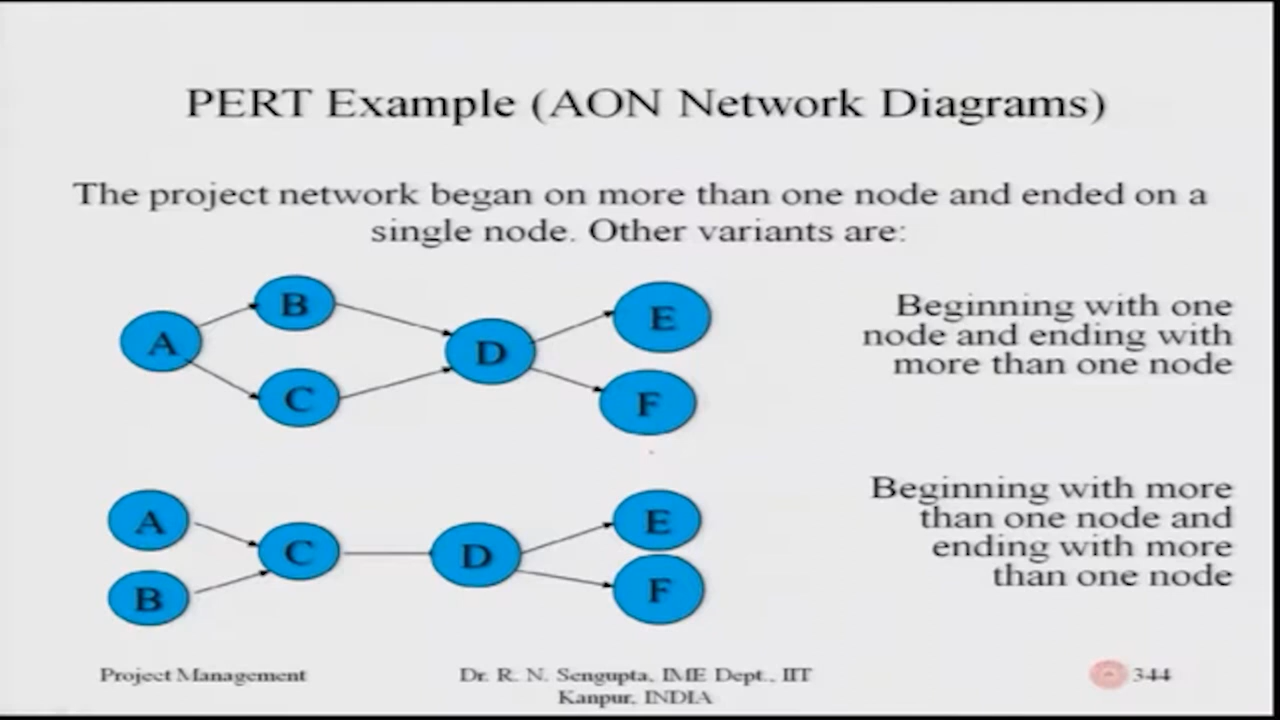 PERT Example (AON Network Diagrams)
The project network began on more than one node and ended on a
single node. Other variants are:
A
B
C
D
E
F
Beginning with one
node and ending with
more than one node
A
B
C
D
E
F
Beginning with more
than one node and
ending with more
than one node
Project Management
Dr. R. N. Sengupta, IME Dept., IIT
Kanpur, INDIA
344